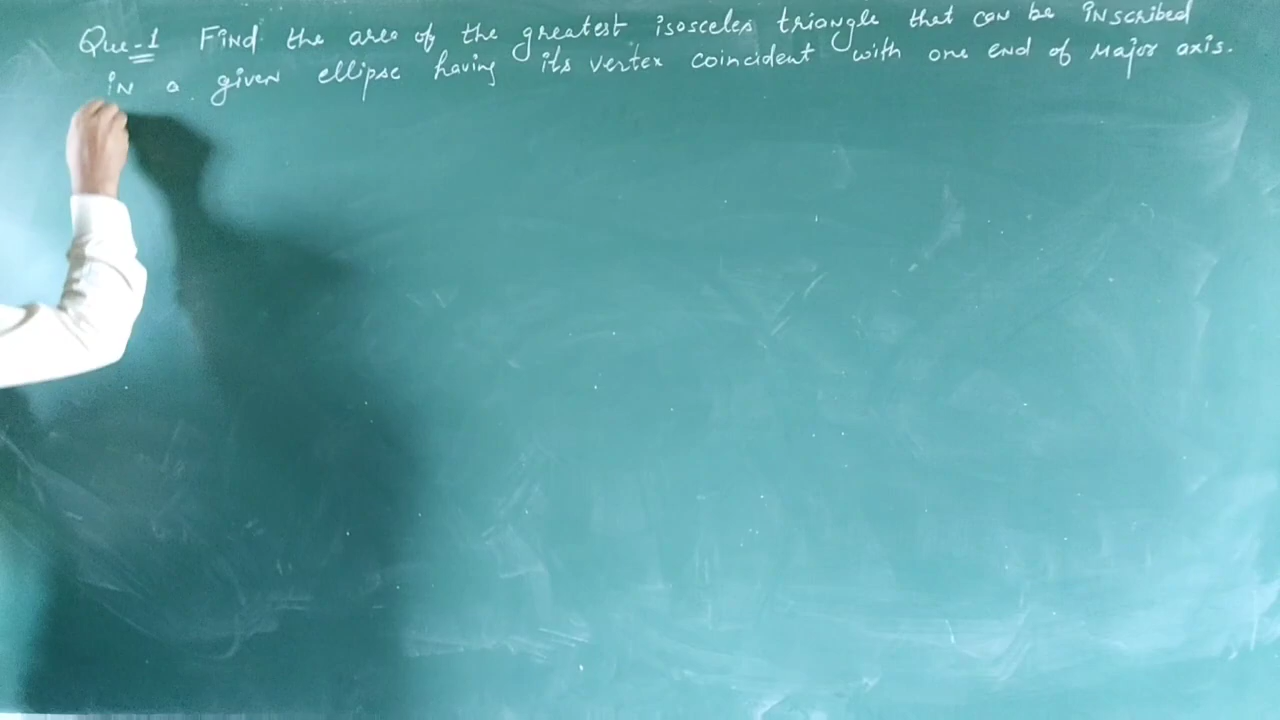 Que-1 Find the area of the greatest isosceles triangle that can be inscribed
in a given ellipse having its vertex coincident with one end of Major axis.